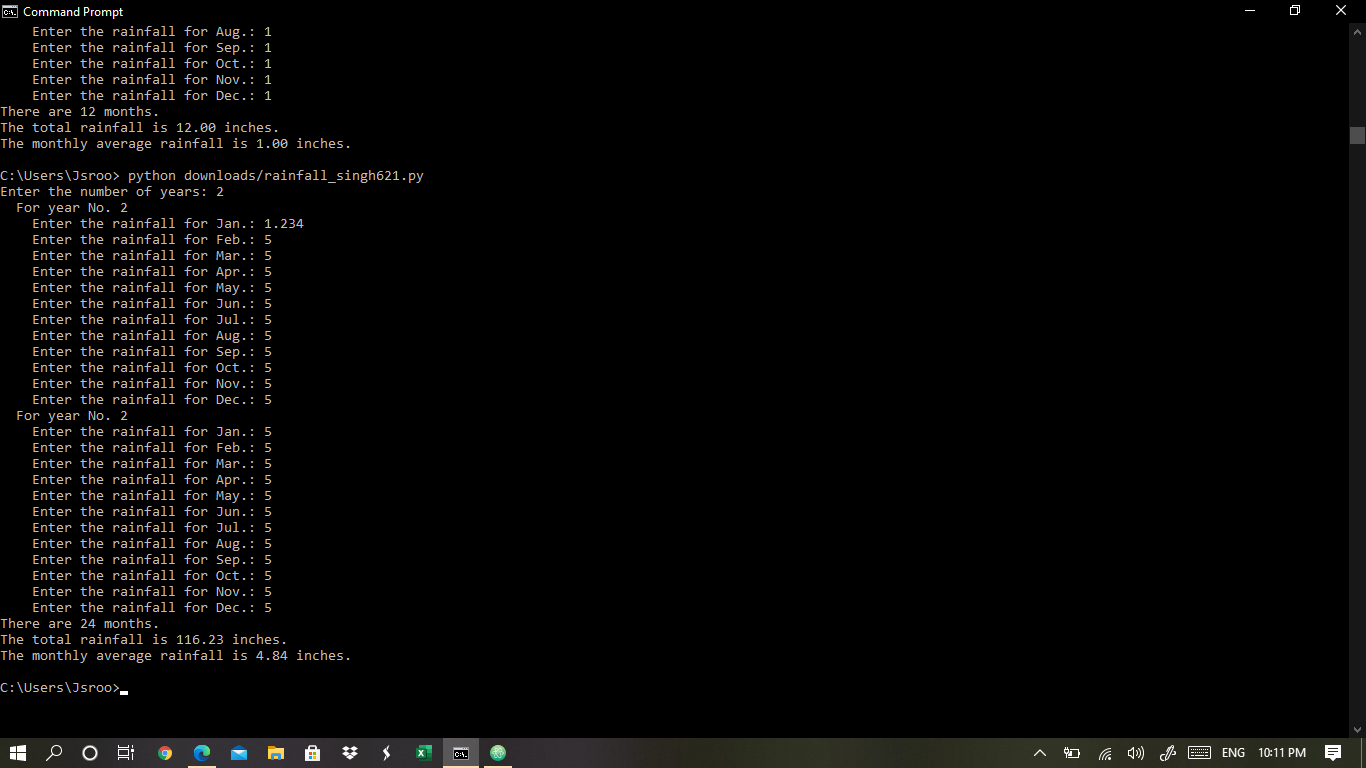 Command Prompt
    Enter the rainfall for Aug.: 1
    Enter the rainfall for Sep.: 1
    Enter the rainfall for Oct.: 1
    Enter the rainfall for Nov.: 1
    Enter the rainfall for Dec.: 1
There are 12 months.
The total rainfall is 12.00 inches.
The monthly average rainfall is 1.00 inches.

C:\Users\Jsroo> python downloads/rainfall_singh621.py
Enter the number of years: 2
  For year No. 2
    Enter the rainfall for Jan.: 1.234
    Enter the rainfall for Feb.: 5
    Enter the rainfall for Mar.: 5
    Enter the rainfall for Apr.: 5
    Enter the rainfall for May.: 5
    Enter the rainfall for Jun.: 5
    Enter the rainfall for Jul.: 5
    Enter the rainfall for Aug.: 5
    Enter the rainfall for Sep.: 5
    Enter the rainfall for Oct.: 5
    Enter the rainfall for Nov.: 5
    Enter the rainfall for Dec.: 5
  For year No. 2
    Enter the rainfall for Jan.: 5
    Enter the rainfall for Feb.: 5
    Enter the rainfall for Mar.: 5
    Enter the rainfall for Apr.: 5
    Enter the rainfall for May.: 5
    Enter the rainfall for Jun.: 5
    Enter the rainfall for Jul.: 5
    Enter the rainfall for Aug.: 5
    Enter the rainfall for Sep.: 5
    Enter the rainfall for Oct.: 5
    Enter the rainfall for Nov.: 5
    Enter the rainfall for Dec.: 5
There are 24 months.
The total rainfall is 116.23 inches.
The monthly average rainfall is 4.84 inches.

C:\Users\Jsroo>
ENG 10:11 PM